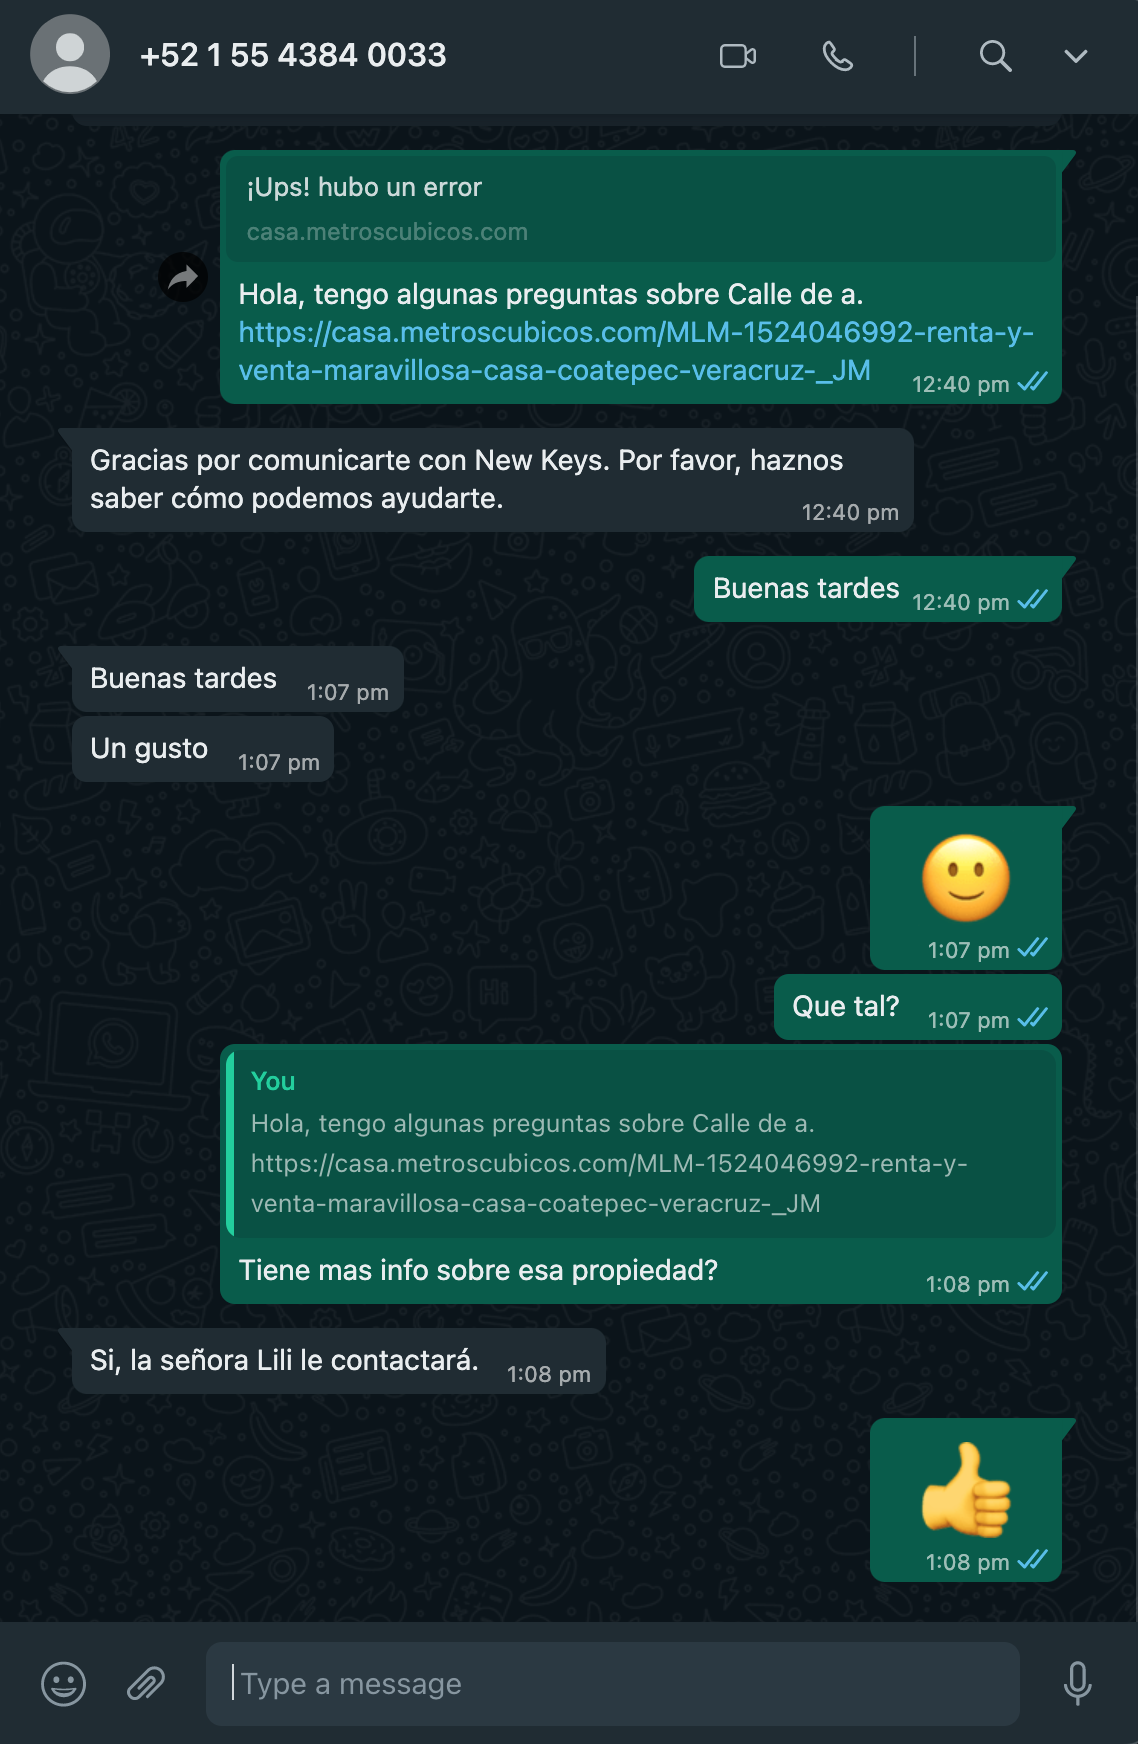 +52 1 55 4384 0033
¡Ups! hubo un error
casa.metroscubicos.com
Hola, tengo algunas preguntas sobre Calle de a.
https://casa.metroscubicos.com/MLM-1524046992-renta-y-
venta-maravillosa-casa-coatepec-veracruz-_JM
12:40 pm
Gracias por comunicarte con New Keys. Por favor, haznos
saber cómo podemos ayudarte.
12:40 pm
Buenas tardes 12:40 pm
Buenas tardes 1:07 pm
Un gusto 1:07 pm
1:07 pm
Que tal? 1:07 pm
You
Hola, tengo algunas preguntas sobre Calle de a.
https://casa.metroscubicos.com/MLM-1524046992-renta-y-
venta-maravillosa-casa-coatepec-veracruz-_JM
Tiene mas info sobre esa propiedad?
1:08 pm
Si, la señora Lili le contactará. 1:08 pm
1:08 pm
Type a message